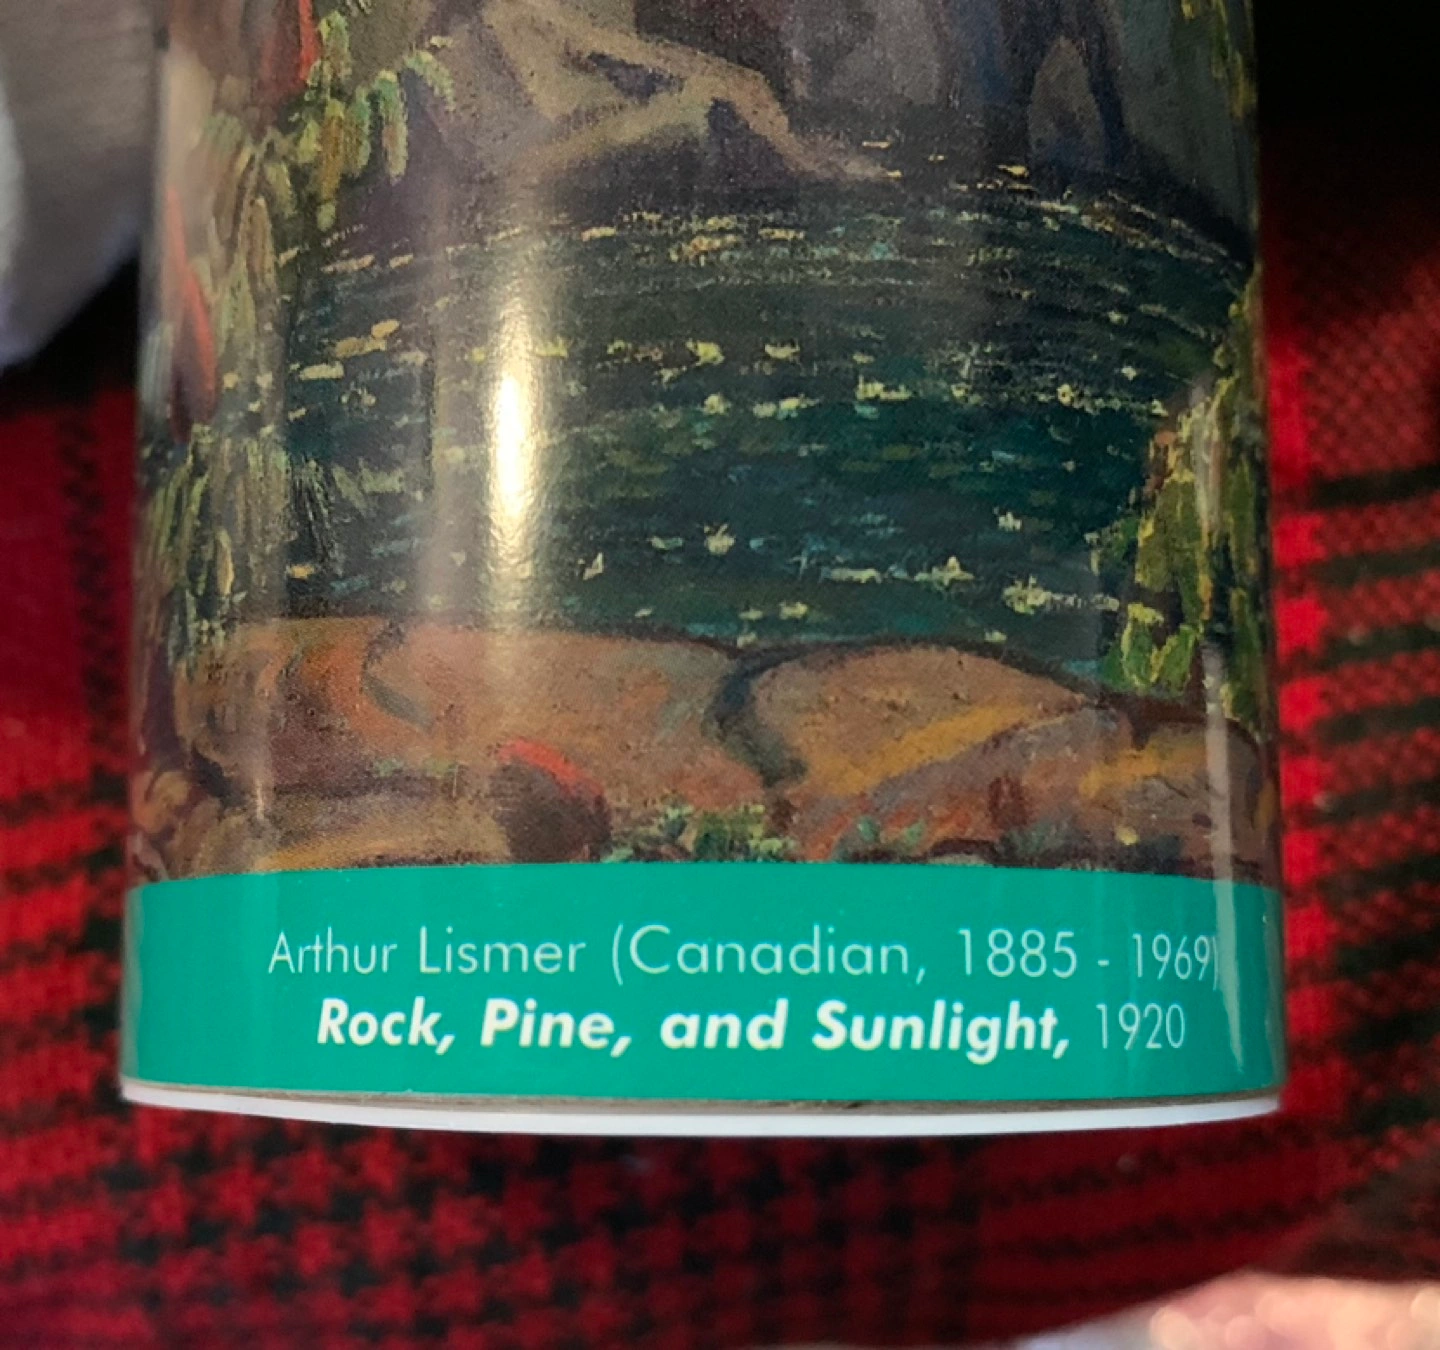 Arthur Lismer (Canadian, 1885 - 1969)
Rock, Pine, and Sunlight, 1920